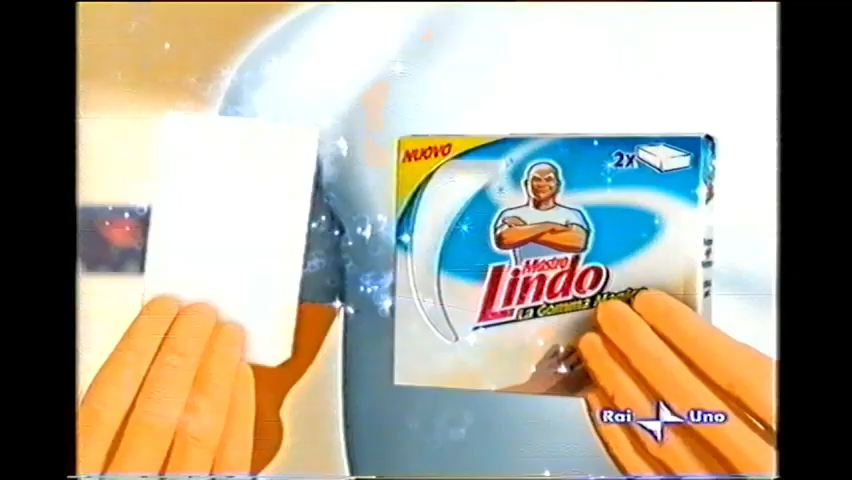 NUOVO
2x
Mastro
Lindo
La Gomma Magica
Rai Uno